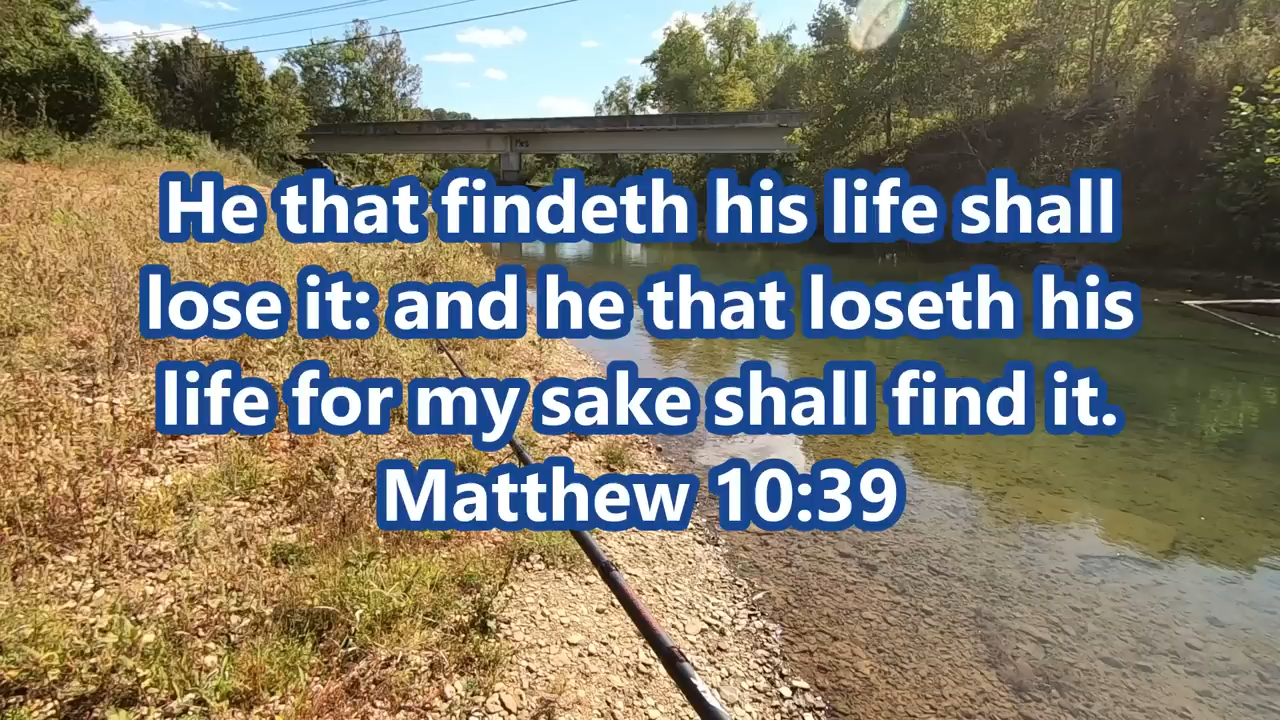 He that findeth his life shall
lose it: and he that loseth his
life for my sake shall find it.
Matthew 10:39